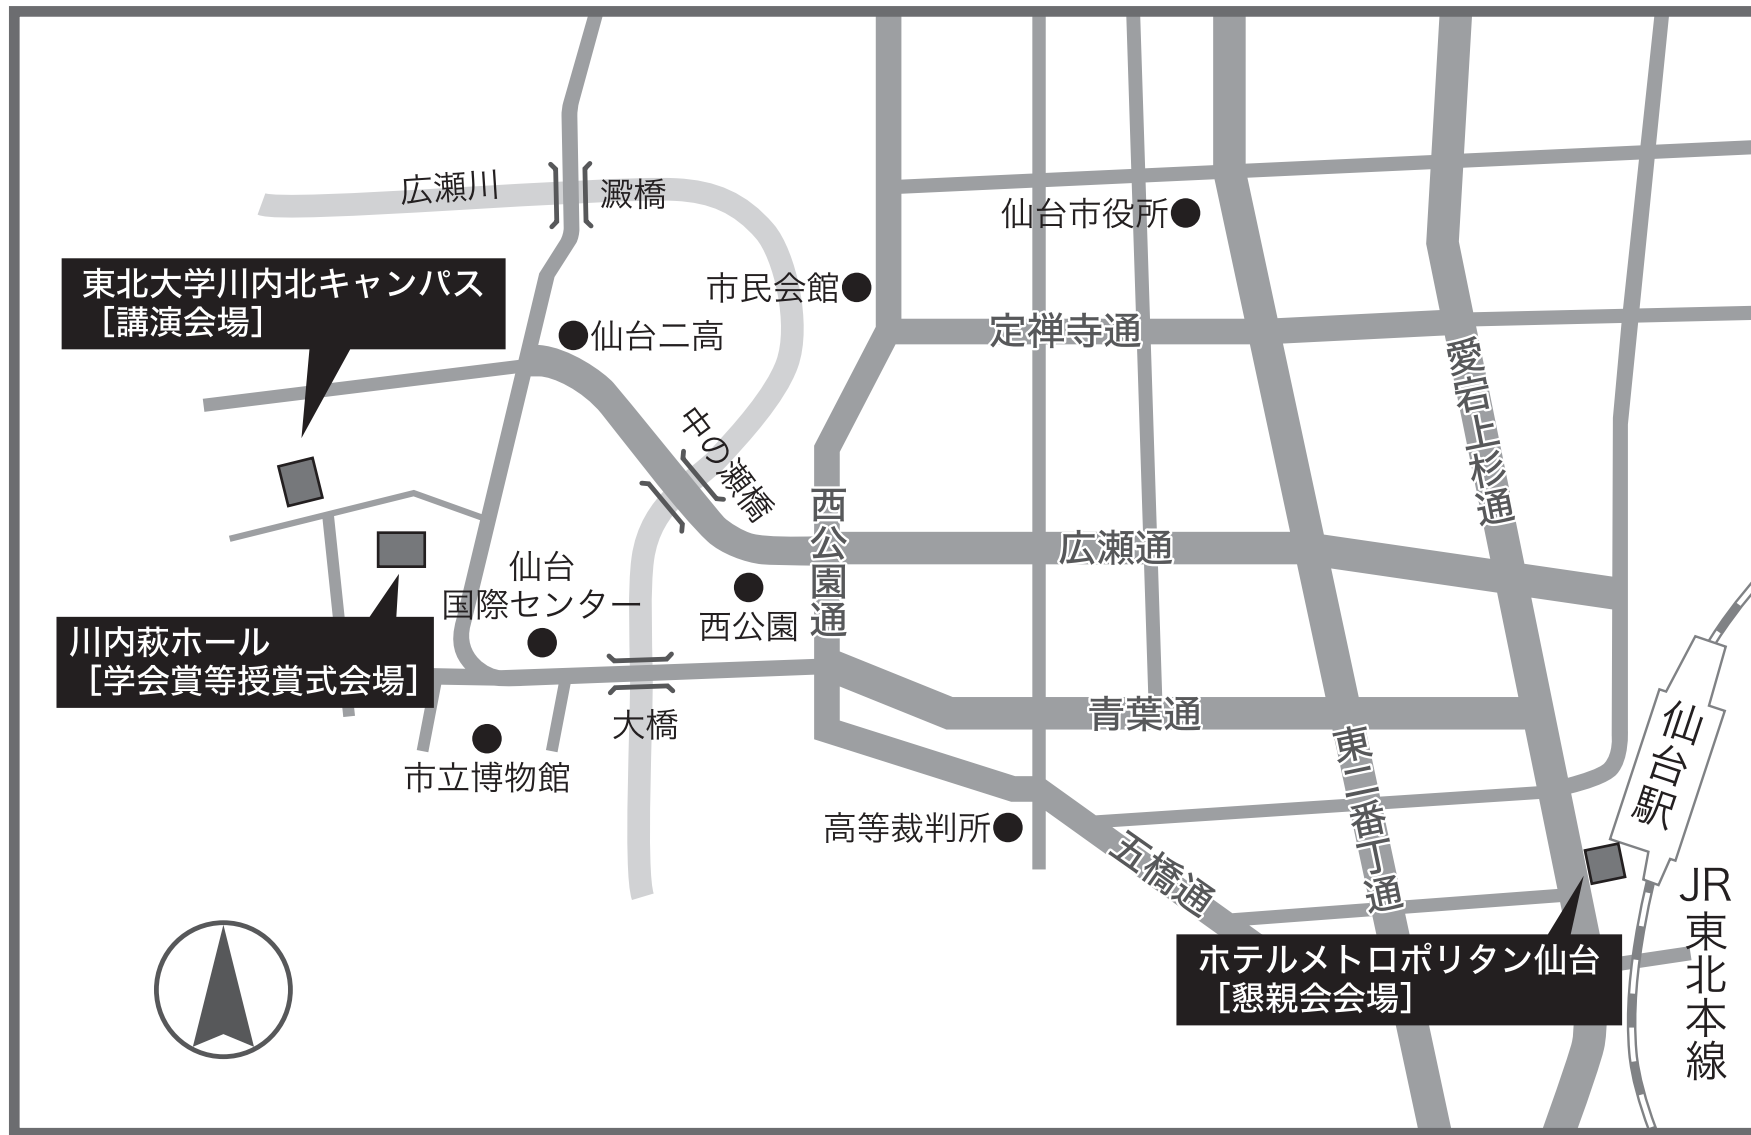 広瀬川
澱橋
仙台市役所
東北大学川内北キャンパス
［講演会場］
市民会館
仙台二高
定禅寺通
愛宕上杉通
中の瀬橋
西公園通
広瀬通
仙台
国際センター
西公園
川内萩ホール
［学会賞等授賞式会場］
大橋
青葉通
仙台駅
東二番丁通
市立博物館
高等裁判所
五橋通
JR東北本線
ホテルメトロポリタン仙台
［懇親会会場］